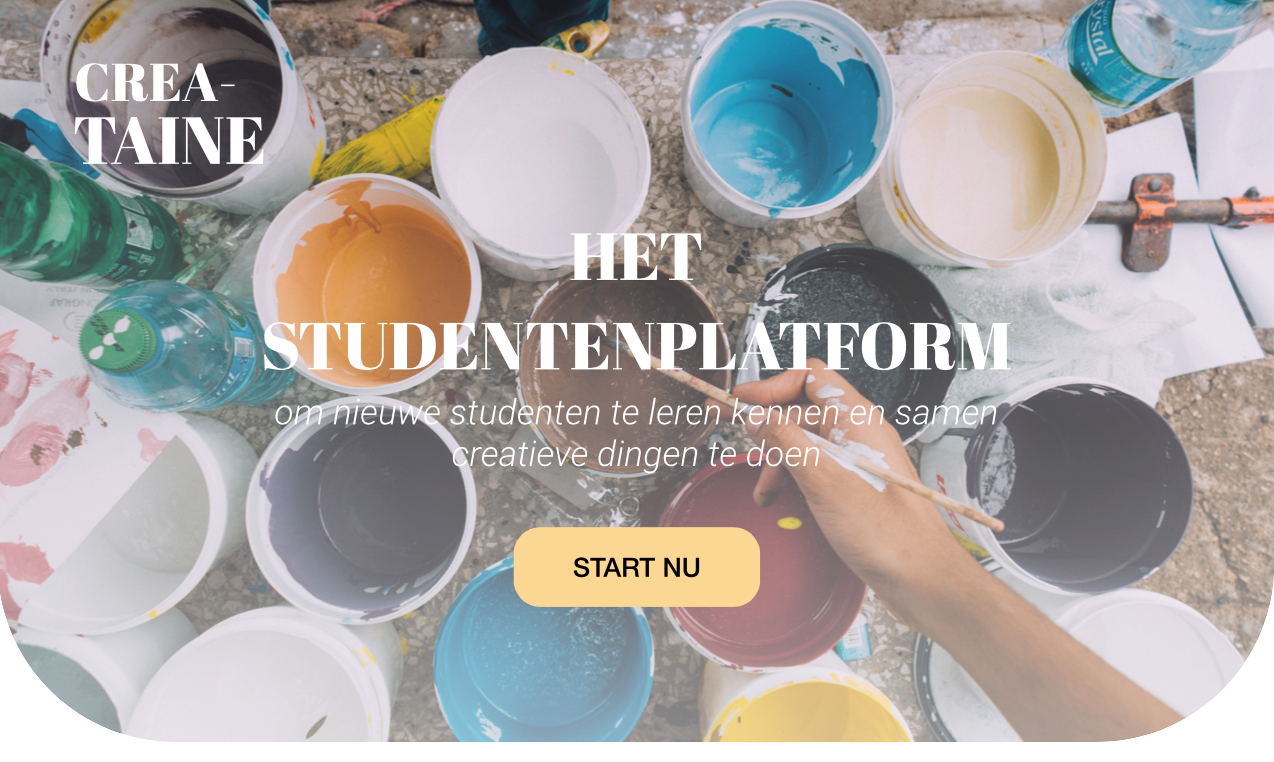 CREA-
TAINE
HET
STUDENTENPLATFORM
om nieuwe studenten te leren kennen en samen
creatieve dingen te doen
START NU